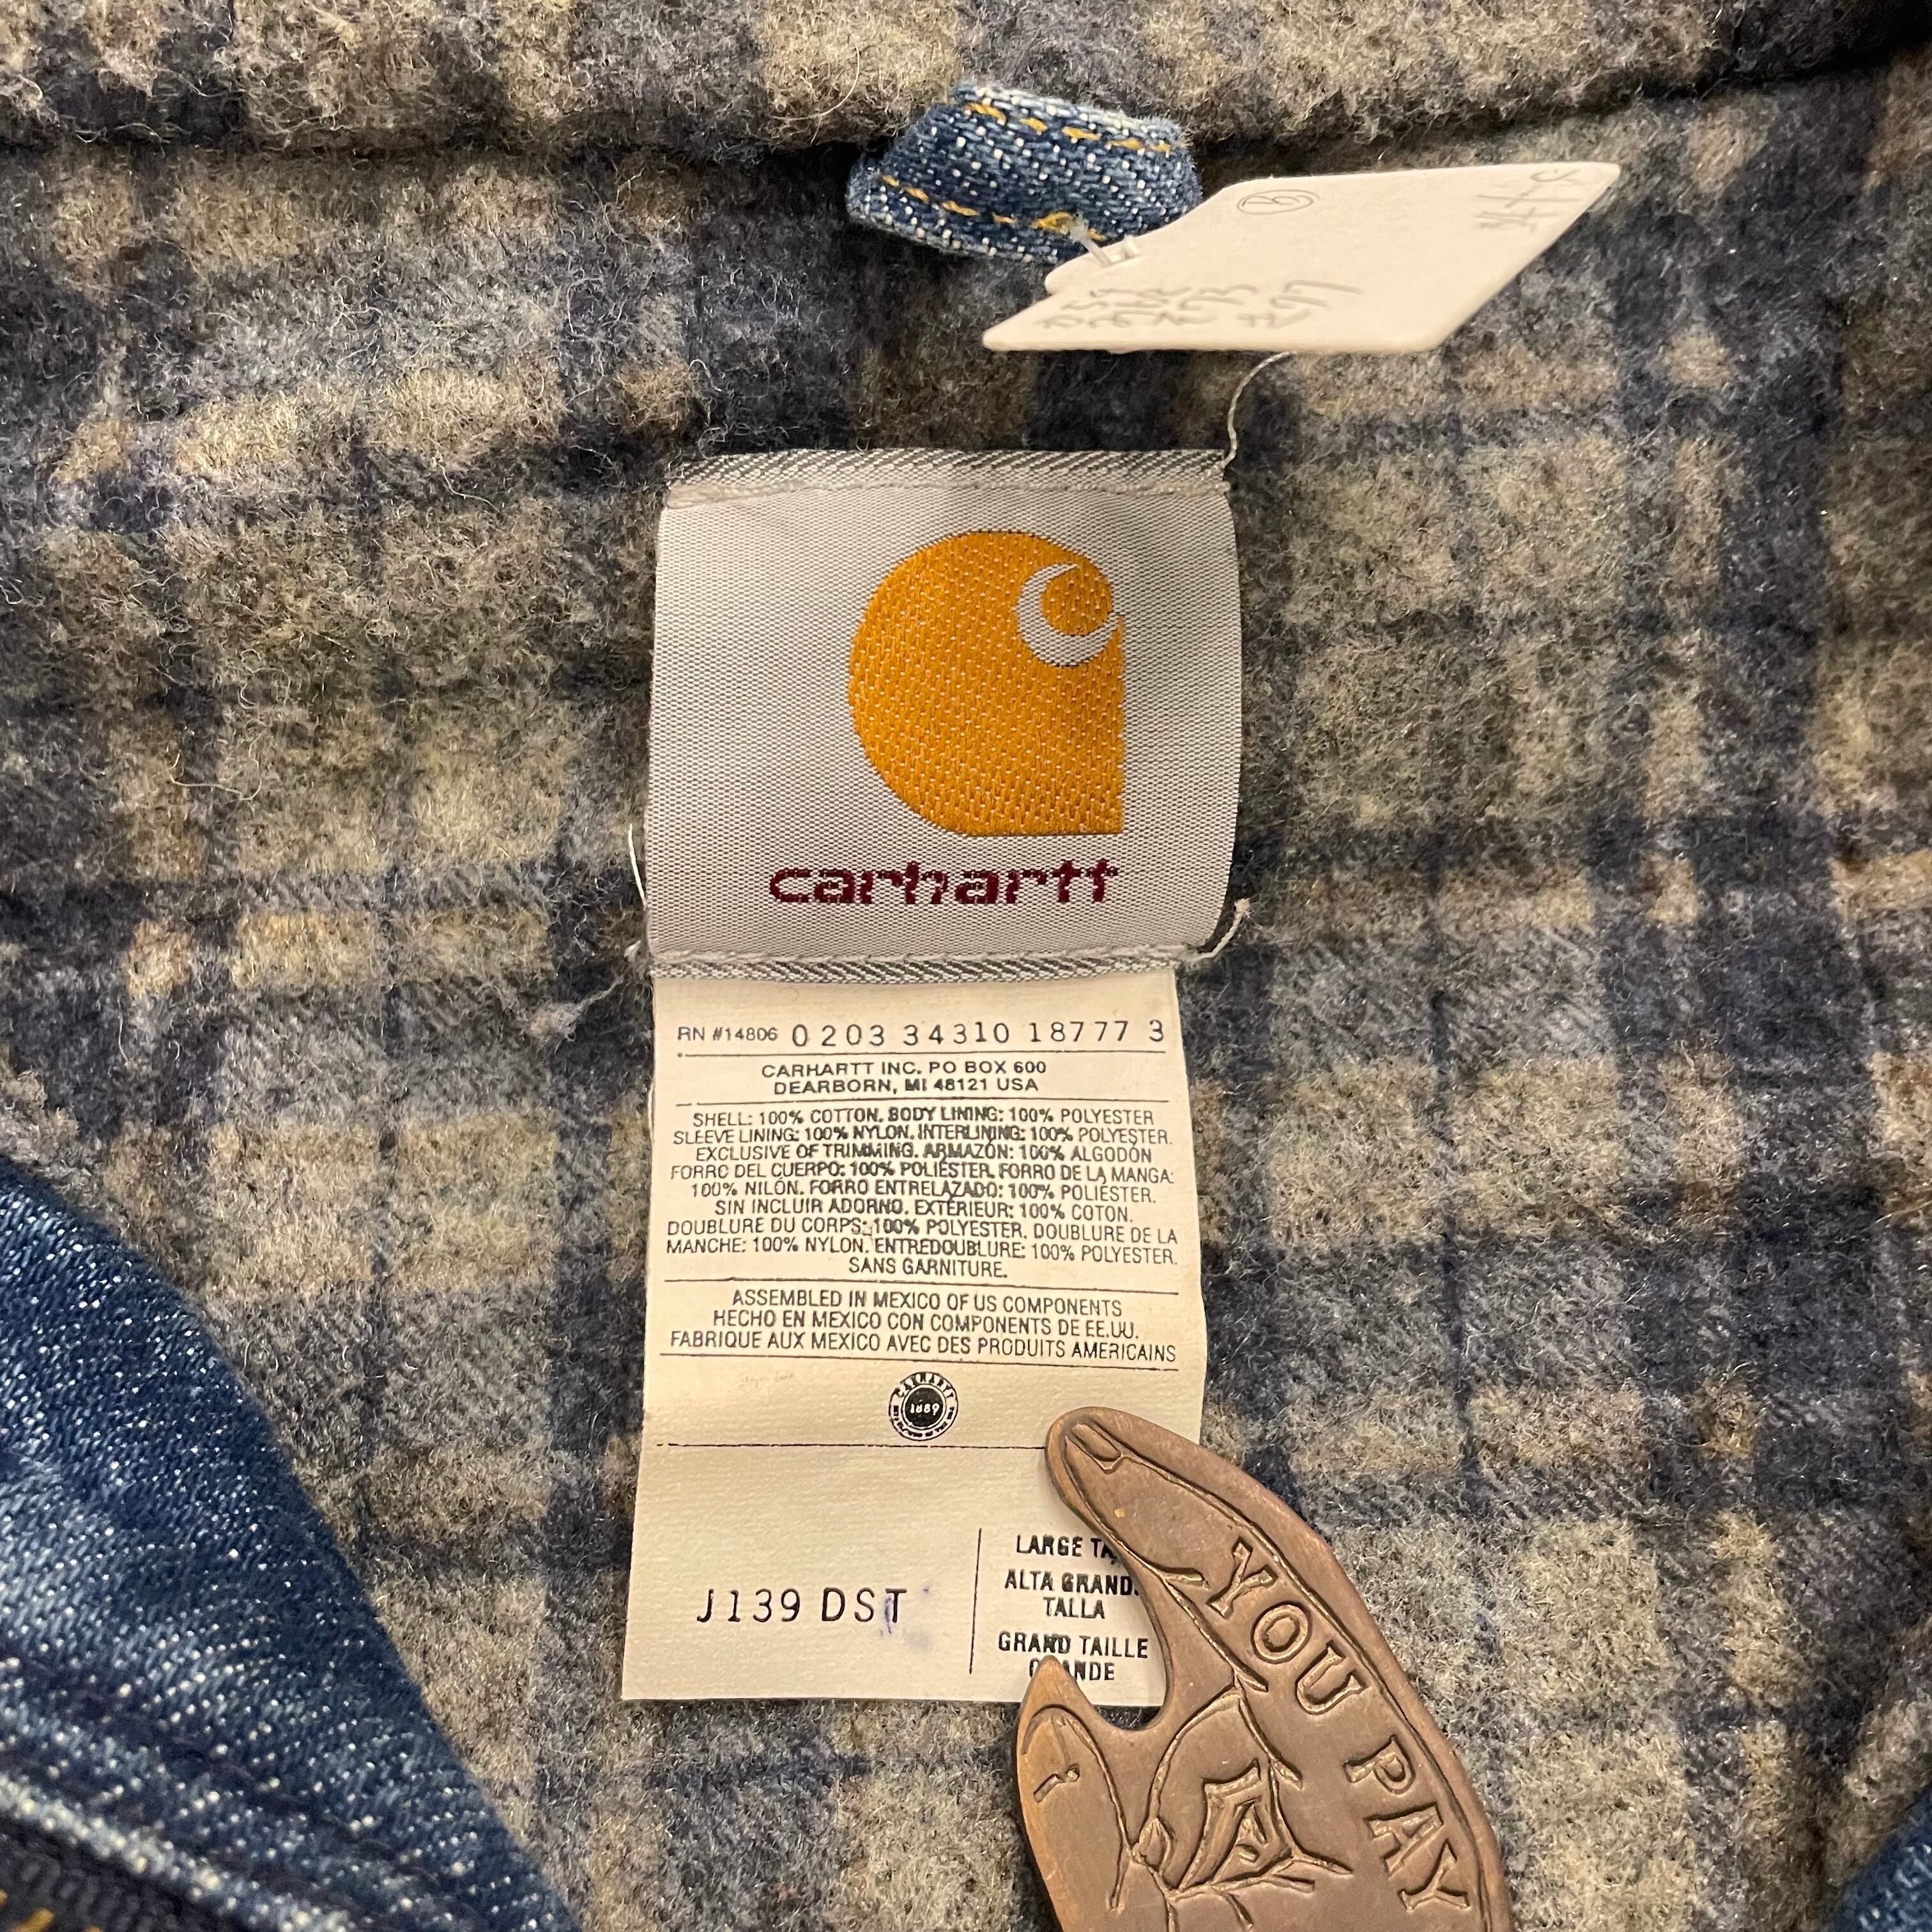 carhartt
RN #14806 0203 34310 18777 3
CARHARTT INC. PO BOX 600
DEARBORN, MI 48121 USA
SHELL: 100% COTTON. BODY LINING: 100% POLYESTER
SLEEVE LINING: 100% NYLON. INTERLINING: 100% POLYESTER.
EXCLUSIVE OF TRIMMING. ARMAZÓN: 100% ALGODÓN
FORRO DEL CUERPO: 100% POLIÉSTER. FORRO DE LA MANGA:
100% NILÓN. FORRO ENTRELAZADO: 100% POLIÉSTER.
SIN INCLUIR ADORNO. EXTÉRIEUR: 100% COTON.
DOUBLURE DU CORPS: 100% POLYESTER. DOUBLURE DE LA
MANCHE: 100% NYLON. ENTREDOUBLURE: 100% POLYESTER.
SANS GARNITURE.
ASSEMBLED IN MEXICO OF US COMPONENTS
HECHO EN MEXICO CON COMPONENTS DE EE.UU.
FABRIQUE AUX MEXICO AVEC DES PRODUITS AMERICAINS
CARHARTT
1889
J139 DST
LARGE
ALTA
TALLA
GRAND TAILLE
YOU PAY